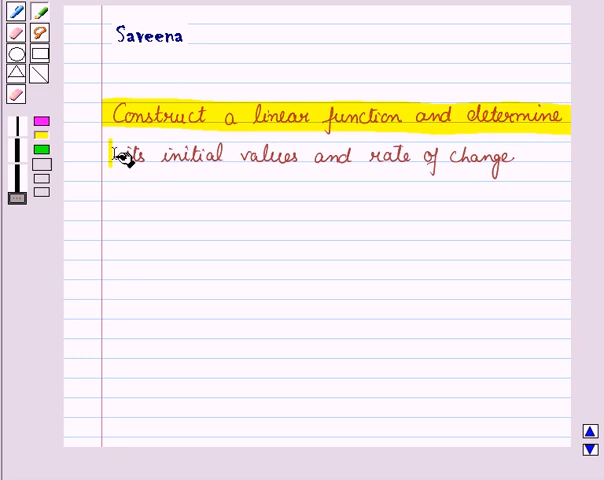 Saveena
Construct a linear function and determine
its initial values and rate of change